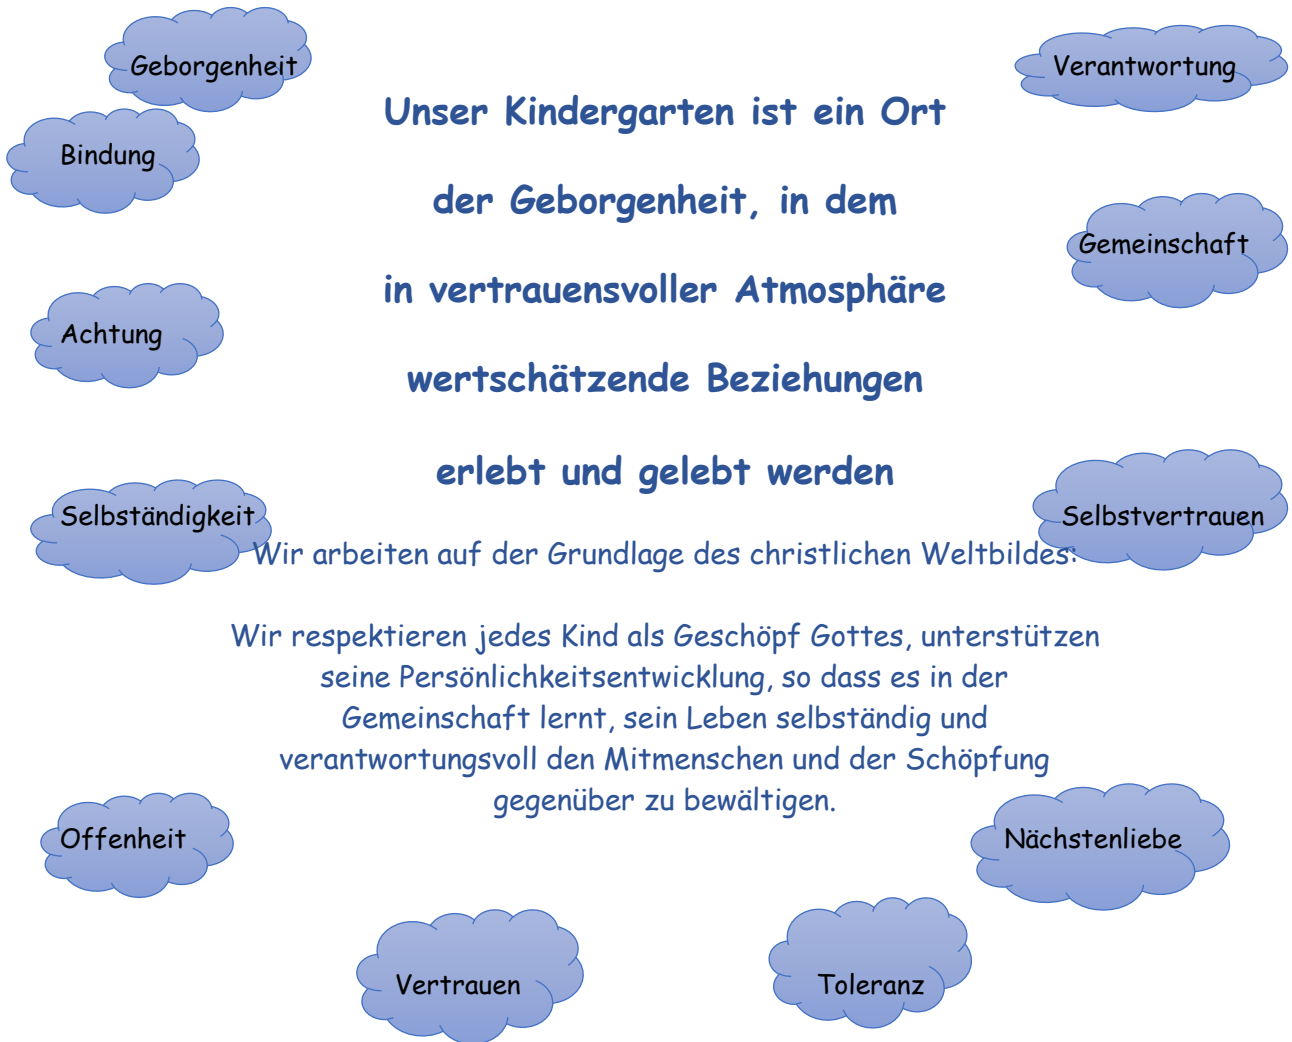 Geborgenheit
Verantwortung
Unser Kindergarten ist ein Ort
Bindung
der Geborgenheit, in dem
Gemeinschaft
in vertrauensvoller Atmosphäre
Achtung
wertschätzende Beziehungen
erlebt und gelebt werden
Selbständigkeit
Selbstvertrauen
Wir arbeiten auf der Grundlage des christlichen Weltbildes:
Wir respektieren jedes Kind als Geschöpf Gottes, unterstützen
seine Persönlichkeitsentwicklung, so dass es in der
Gemeinschaft lernt, sein Leben selbständig und
verantwortungsvoll den Mitmenschen und der Schöpfung
gegenüber zu bewältigen.
Offenheit
Nächstenliebe
Vertrauen
Toleranz